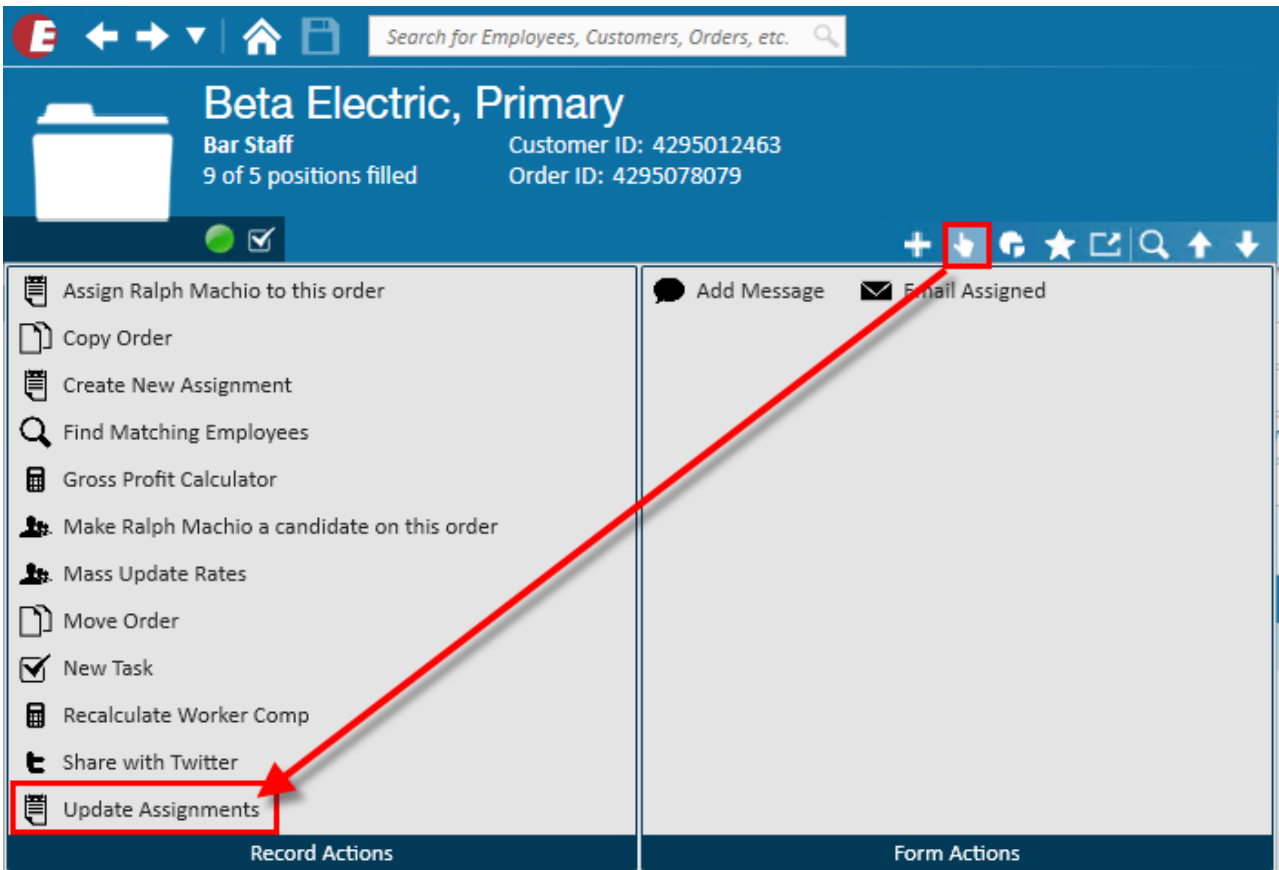 E
Search for Employees, Customers, Orders, etc.
Beta Electric, Primary
Bar Staff
Customer ID: 4295012463
9 of 5 positions filled
Order ID: 4295078079
Assign Ralph Machio to this order
Add Message
Email Assigned
Copy Order
Create New Assignment
Find Matching Employees
Gross Profit Calculator
Make Ralph Machio a candidate on this order
Mass Update Rates
Move Order
New Task
Recalculate Worker Comp
Share with Twitter
Update Assignments
Record Actions
Form Actions